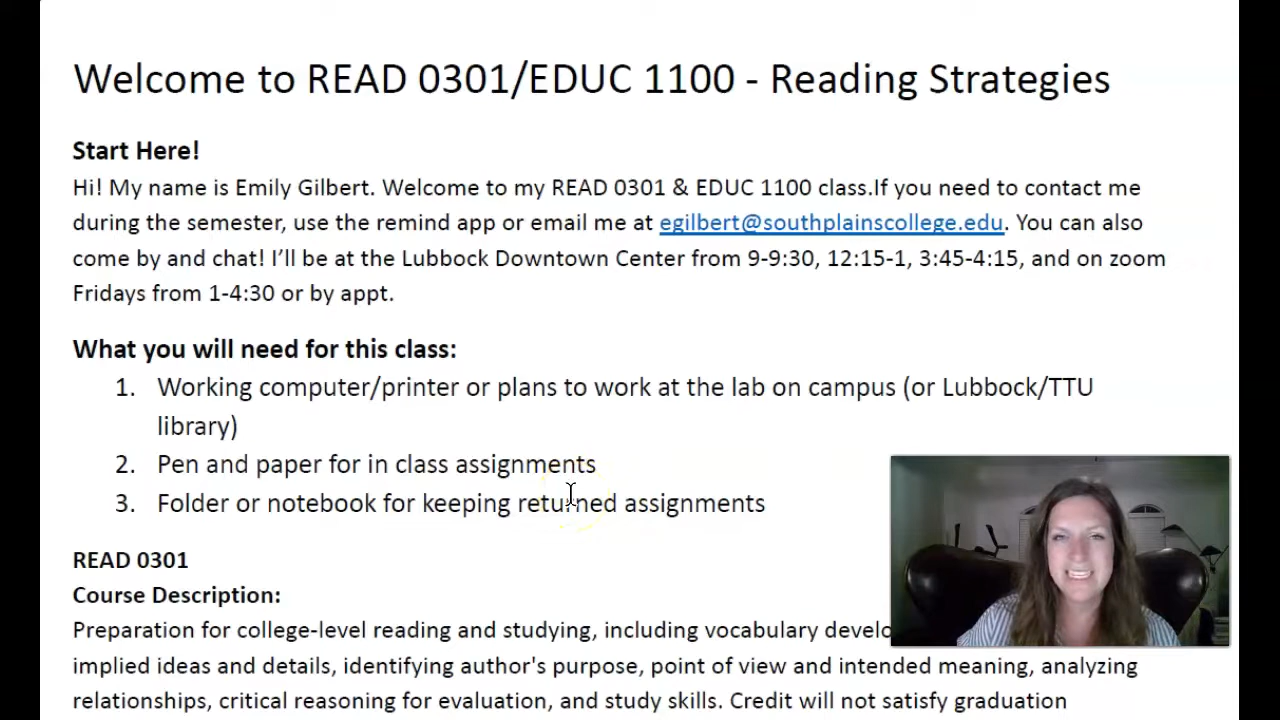 Welcome to READ 0301/EDUC 1100 - Reading Strategies
Start Here!
Hi! My name is Emily Gilbert. Welcome to my READ 0301 & EDUC 1100 class.If you need to contact me
during the semester, use the remind app or email me at egilbert@southplainscollege.edu. You can also
come by and chat! I’ll be at the Lubbock Downtown Center from 9-9:30, 12:15-1, 3:45-4:15, and on zoom
Fridays from 1-4:30 or by appt.
What you will need for this class:
1. Working computer/printer or plans to work at the lab on campus (or Lubbock/TTU
library)
2. Pen and paper for in class assignments
3. Folder or notebook for keeping returned assignments
READ 0301
Course Description:
Preparation for college-level reading and studying, including vocabulary develo
implied ideas and details, identifying author's purpose, point of view and intended meaning, analyzing
relationships, critical reasoning for evaluation, and study skills. Credit will not satisfy graduation